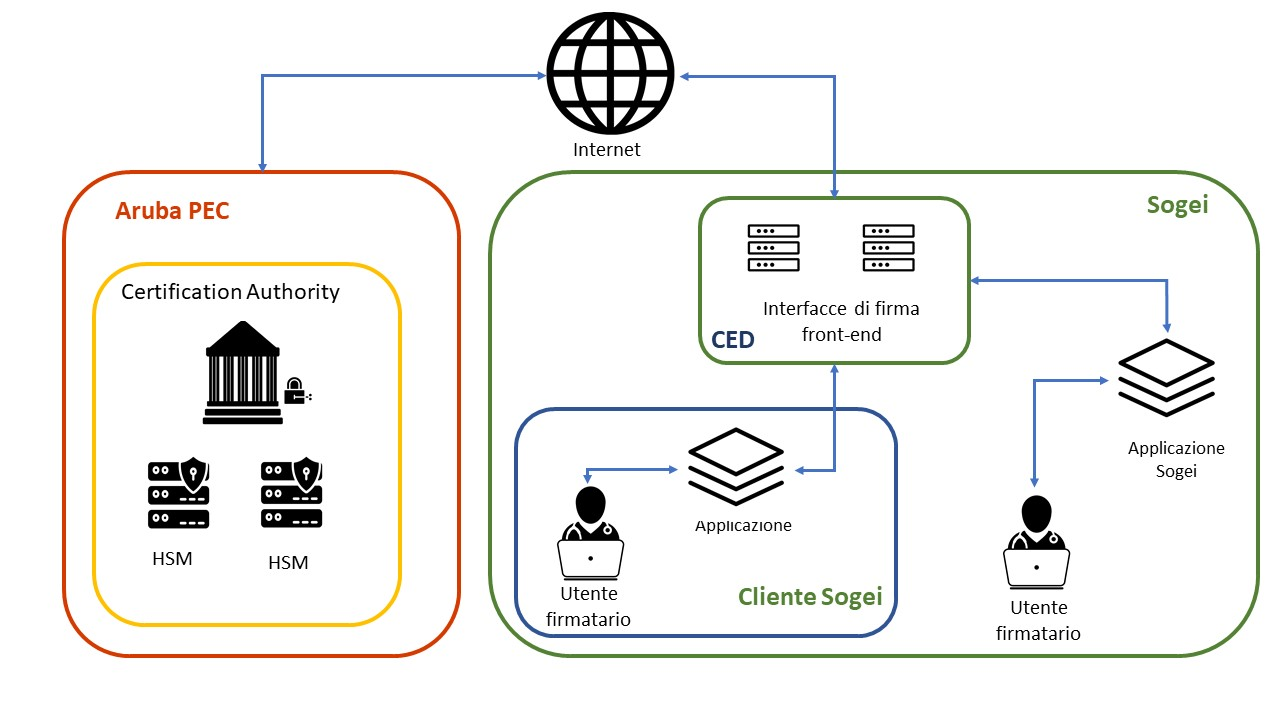 Internet
Aruba PEC
Certification Authority
HSM
HSM
Sogei
Interfacce di firma
front-end
CED
Applicazione
Sogei
Applicazione
Utente
firmatario
Cliente Sogei
Utente
firmatario